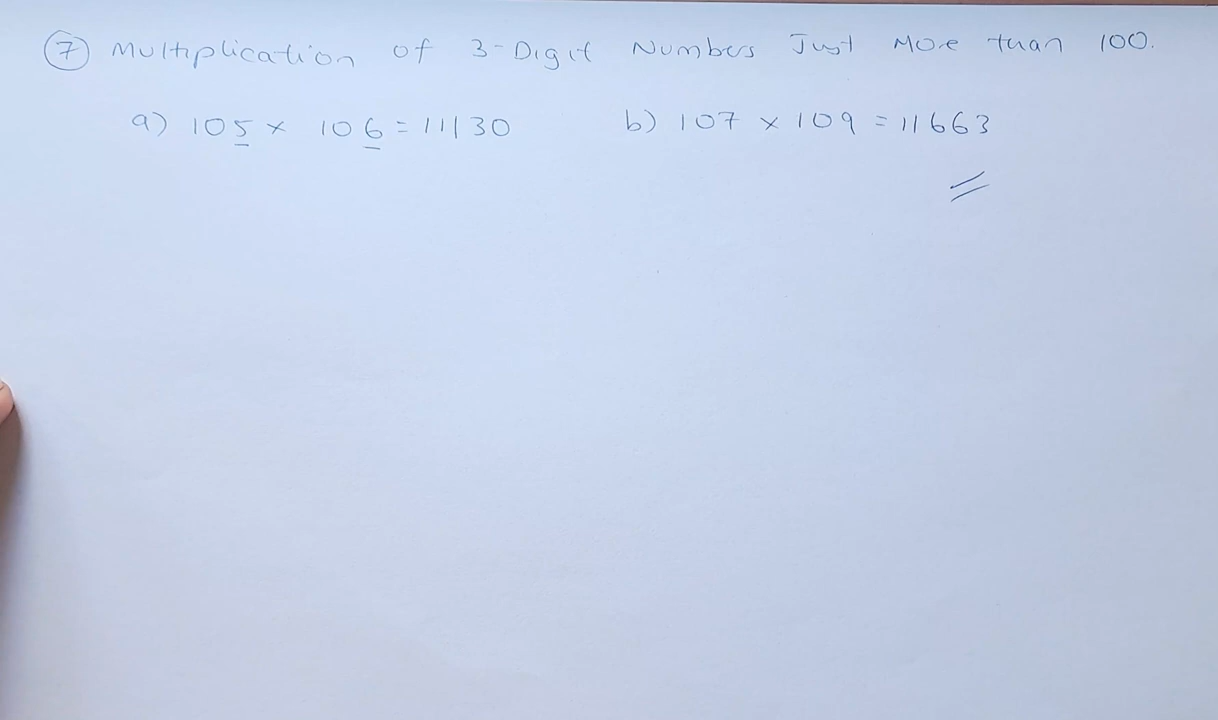 7 Multiplication of 3-Digit Numbers Just More than 100.
a) 105 × 106 = 11130 b) 107 × 109 = 11663